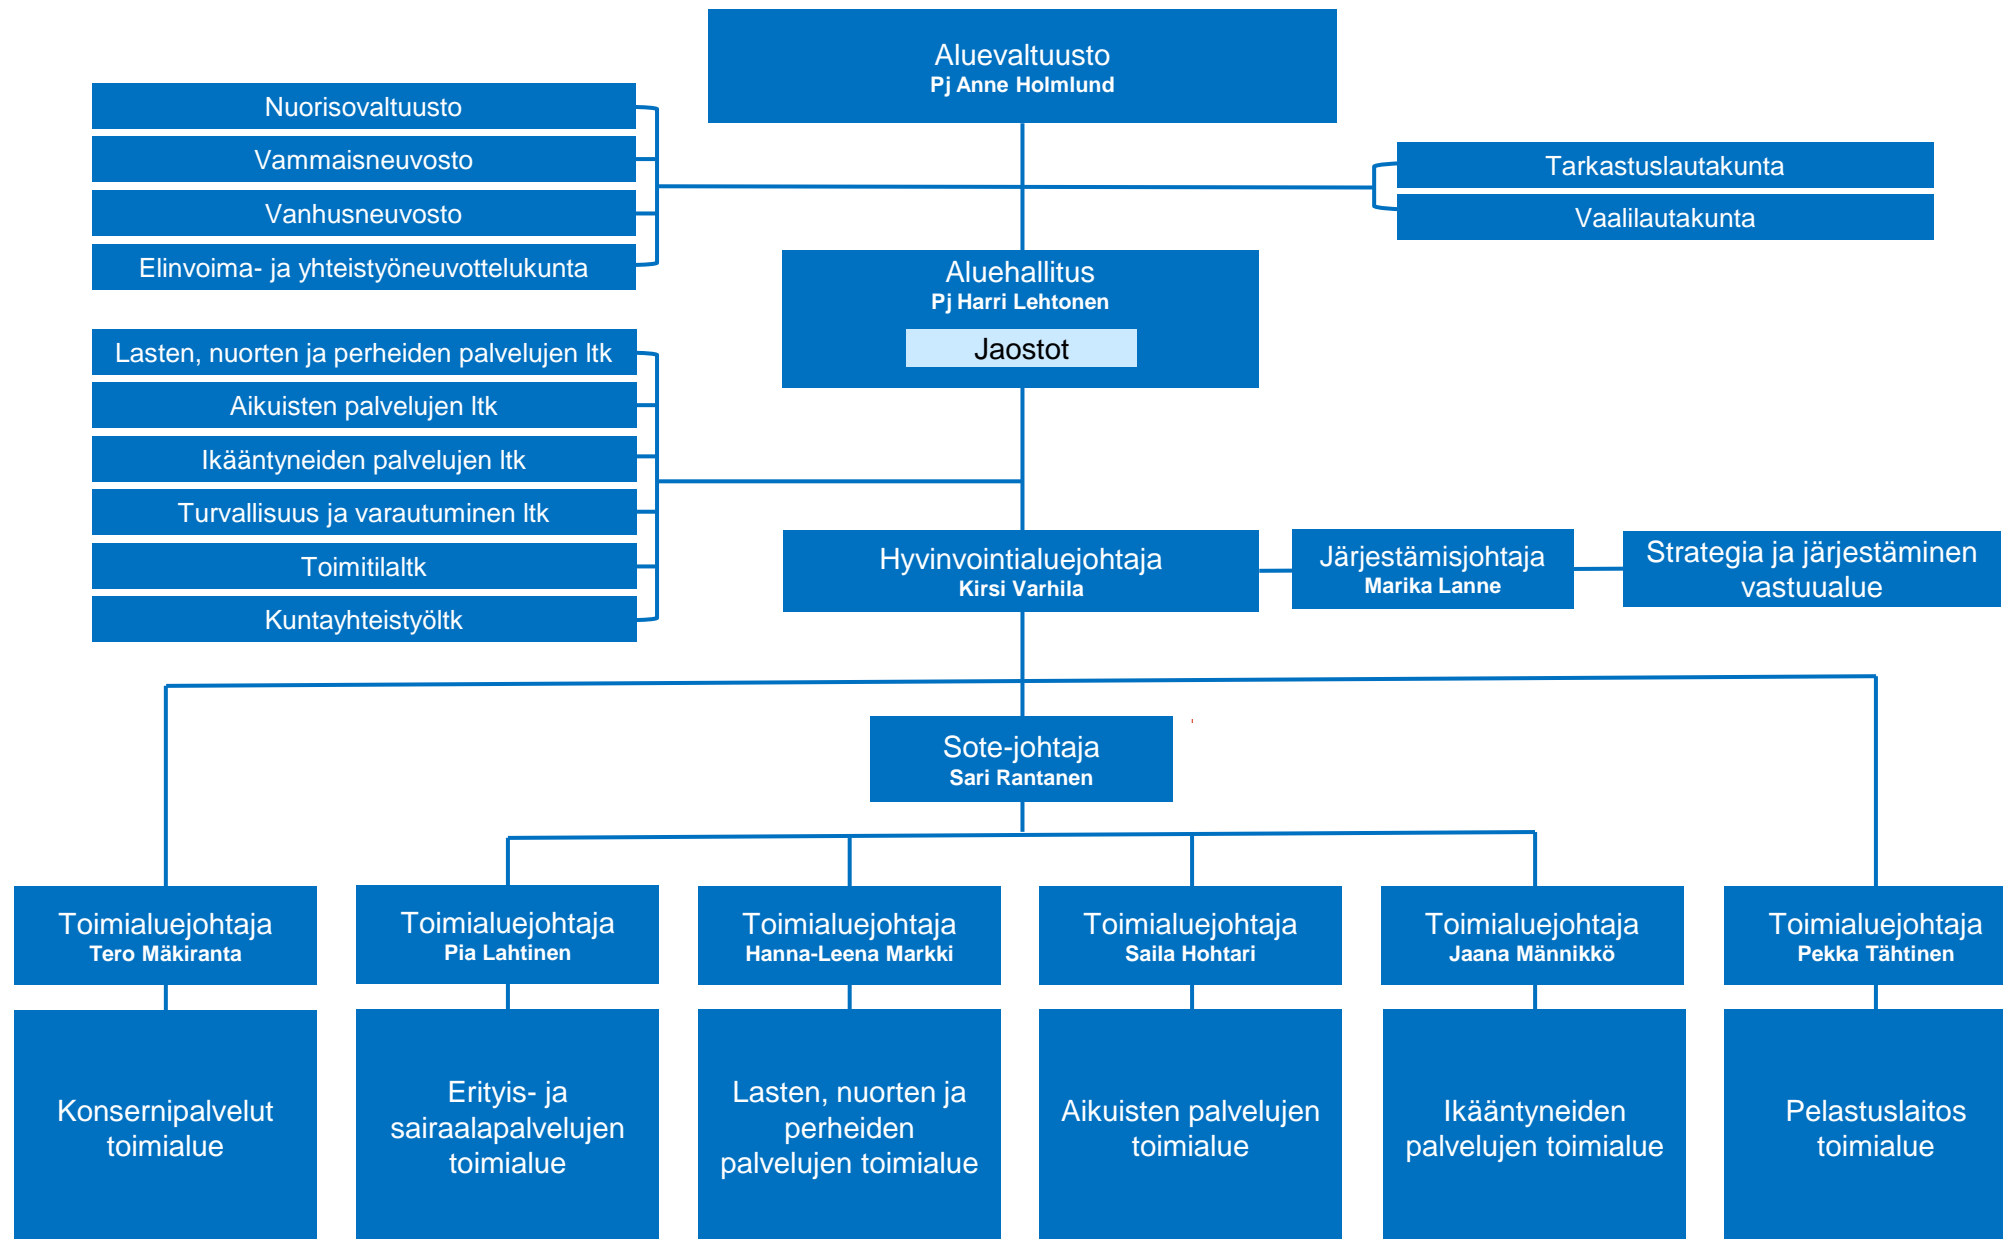 Aluevaltuusto
Pj Anne Holmlund
Nuorisovaltuusto
Vammaisneuvosto
Vanhusneuvosto
Elinvoima- ja yhteistyöneuvottelukunta
Tarkastuslautakunta
Vaalilautakunta
Aluehallitus
Pj Harri Lehtonen
Jaostot
Lasten, nuorten ja perheiden palvelujen ltk
Aikuisten palvelujen ltk
Ikääntyneiden palvelujen ltk
Turvallisuus ja varautuminen ltk
Toimitilaltk
Kuntayhteistyöltk
Hyvinvointialuejohtaja
Kirsi Varhila
Järjestämisjohtaja
Marika Lanne
Strategia ja järjestäminen
vastuualue
Sote-johtaja
Sari Rantanen
Toimialuejohtaja
Tero Mäkiranta
Toimialuejohtaja
Pia Lahtinen
Toimialuejohtaja
Hanna-Leena Markki
Toimialuejohtaja
Saila Hohtari
Toimialuejohtaja
Jaana Männikkö
Toimialuejohtaja
Pekka Tähtinen
Konsernipalvelut
toimialue
Erityis- ja
sairaalapalvelujen
toimialue
Lasten, nuorten ja
perheiden
palvelujen toimialue
Aikuisten palvelujen
toimialue
Ikääntyneiden
palvelujen toimialue
Pelastuslaitos
toimialue